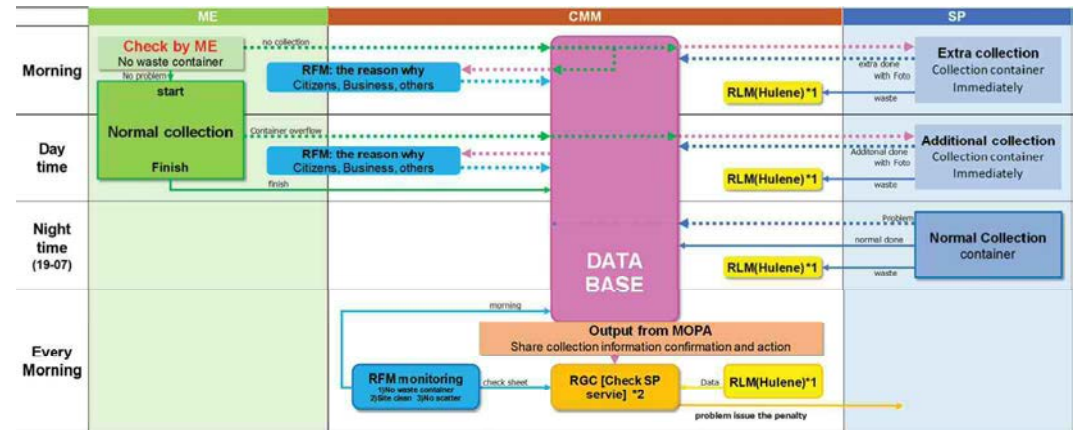 ME
CMM
SP
Morning
Check by ME
No waste container
No problem
start
Normal collection
Finish
no collection
RFM: the reason why
Citizens, Business, others
extra done
with Foto
RLM(Hulene)*1
waste
Extra collection
Collection container
Immediately
Day
time
Container overflow
RFM: the reason why
Citizens, Business, others
finish
Additonal done
with Foto
RLM(Hulene)*1
waste
Additional collection
Collection container
Immediately
Night
time
(19-07)
DATA
BASE
Problem
normal done
RLM(Hulene)*1
waste
Normal Collection
container
Every
Morning
morning
Output from MOPA
Share collection information confirmation and action
RFM monitoring
1)No waste container
2)Site clean 3)No scatter
check sheet
RGC [Check SP
servie] *2
Data
RLM(Hulene)*1
problem issue the penalty